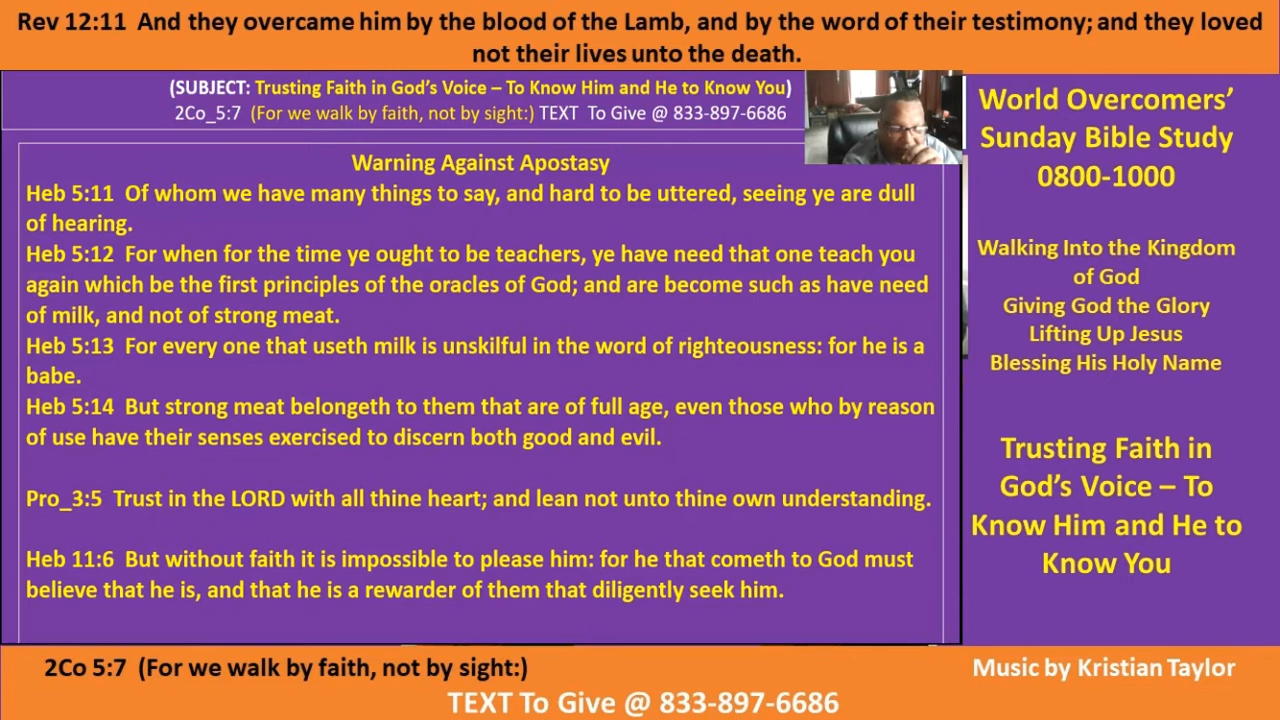 Rev 12:11  And they overcame him by the blood of the Lamb, and by the word of their testimony; and they loved
not their lives unto the death.
(SUBJECT: Trusting Faith in God's Voice – To Know Him and He to Know You)
2Co_5:7  (For we walk by faith, not by sight:) TEXT  To Give @ 833-897-6686
Warning Against Apostasy
Heb 5:11  Of whom we have many things to say, and hard to be uttered, seeing ye are dull
of hearing.
Heb 5:12  For when for the time ye ought to be teachers, ye have need that one teach you
again which be the first principles of the oracles of God; and are become such as have need
of milk, and not of strong meat.
Heb 5:13  For every one that useth milk is unskilful in the word of righteousness: for he is a
babe.
Heb 5:14  But strong meat belongeth to them that are of full age, even those who by reason
of use have their senses exercised to discern both good and evil.
Pro_3:5  Trust in the LORD with all thine heart; and lean not unto thine own understanding.
Heb 11:6  But without faith it is impossible to please him: for he that cometh to God must
believe that he is, and that he is a rewarder of them that diligently seek him.
World Overcomers'
Sunday Bible Study
0800-1000
Walking Into the Kingdom
of God
Giving God the Glory
Lifting Up Jesus
Blessing His Holy Name
Trusting Faith in
God's Voice – To
Know Him and He to
Know You
2Co 5:7  (For we walk by faith, not by sight:)
Music by Kristian Taylor
TEXT To Give @ 833-897-6686